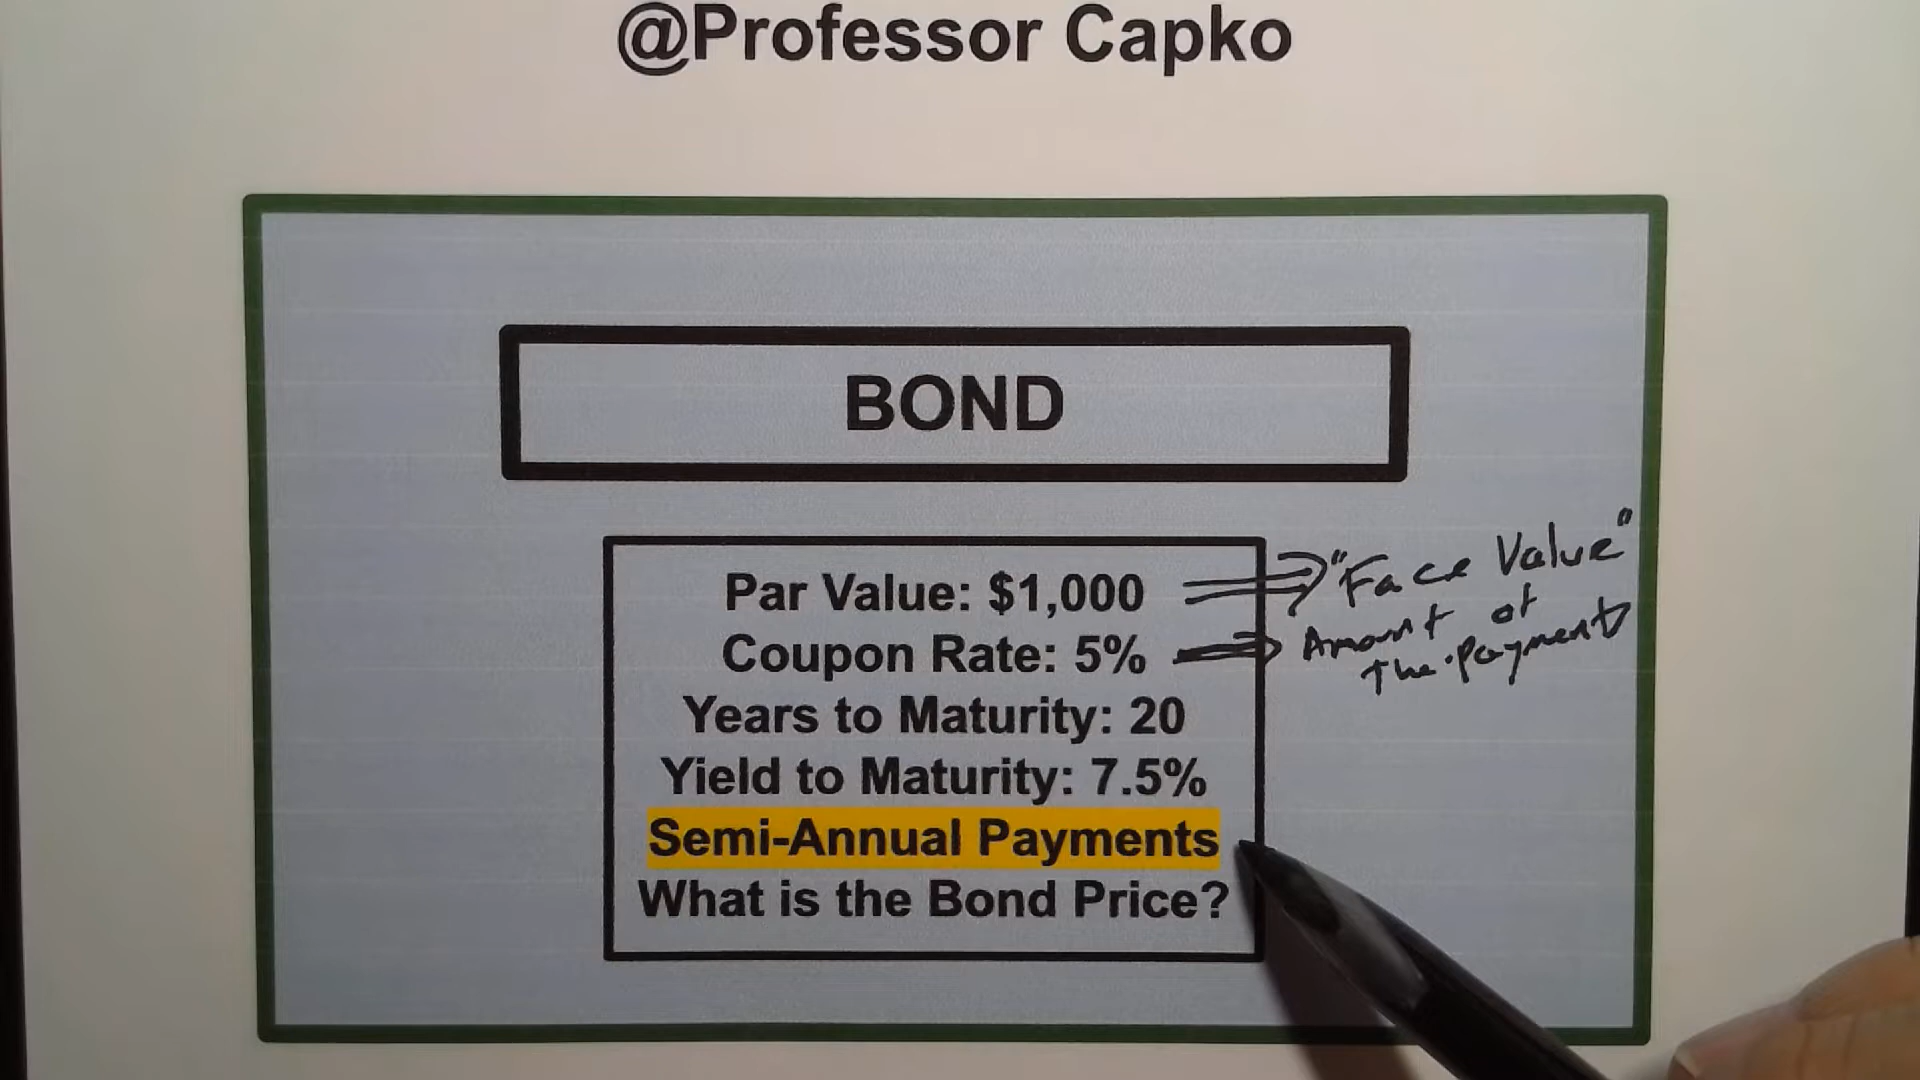 @Professor Capko
BOND
Par Value: $1,000
"Face Value"
Coupon Rate: 5%
Amount of
the payment
Years to Maturity: 20
Yield to Maturity: 7.5%
Semi-Annual Payments
What is the Bond Price?